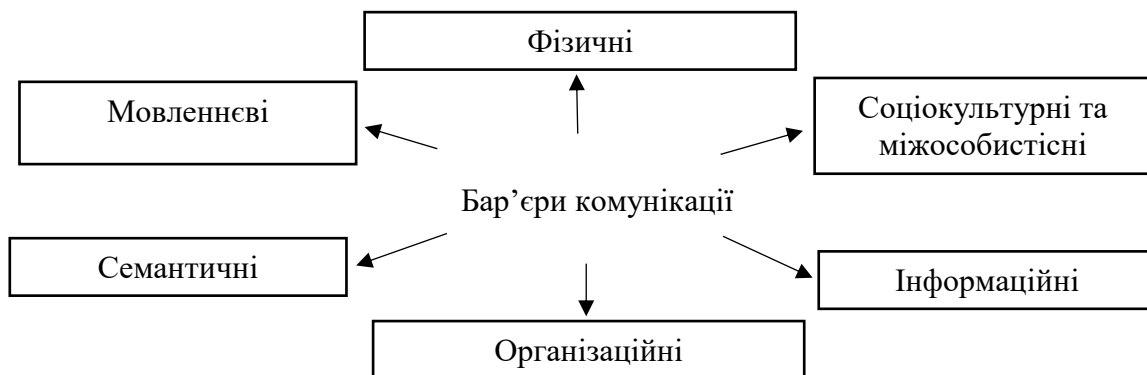 Фізичні
Мовленнєві
Соціокультурні та
міжособистісні
Бар’єри комунікації
Семантичні
Інформаційні
Організаційні